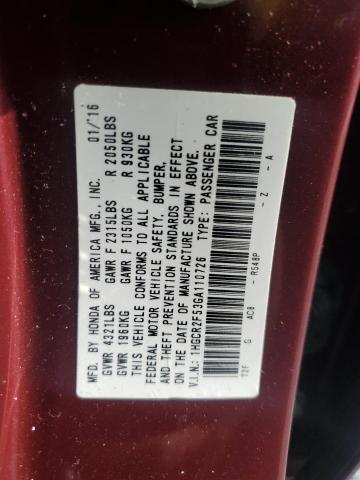 MFD. BY HONDA OF AMERICA MFG., INC. 01/'16
GVWR 4321LBS GAWR F 2315LBS R 2050LBS
GVWR 1960KG GAWR F 1050KG R 930KG
THIS VEHICLE CONFORMS TO ALL APPLICABLE
FEDERAL MOTOR VEHICLE SAFETY, BUMPER,
AND THEFT PREVENTION STANDARDS IN EFFECT
ON THE DATE OF MANUFACTURE SHOWN ABOVE.
V.I.N.: 1HGCR2F53GA110726 TYPE: PASSENGER CAR
T2F G AC8 - R548P - Z - A